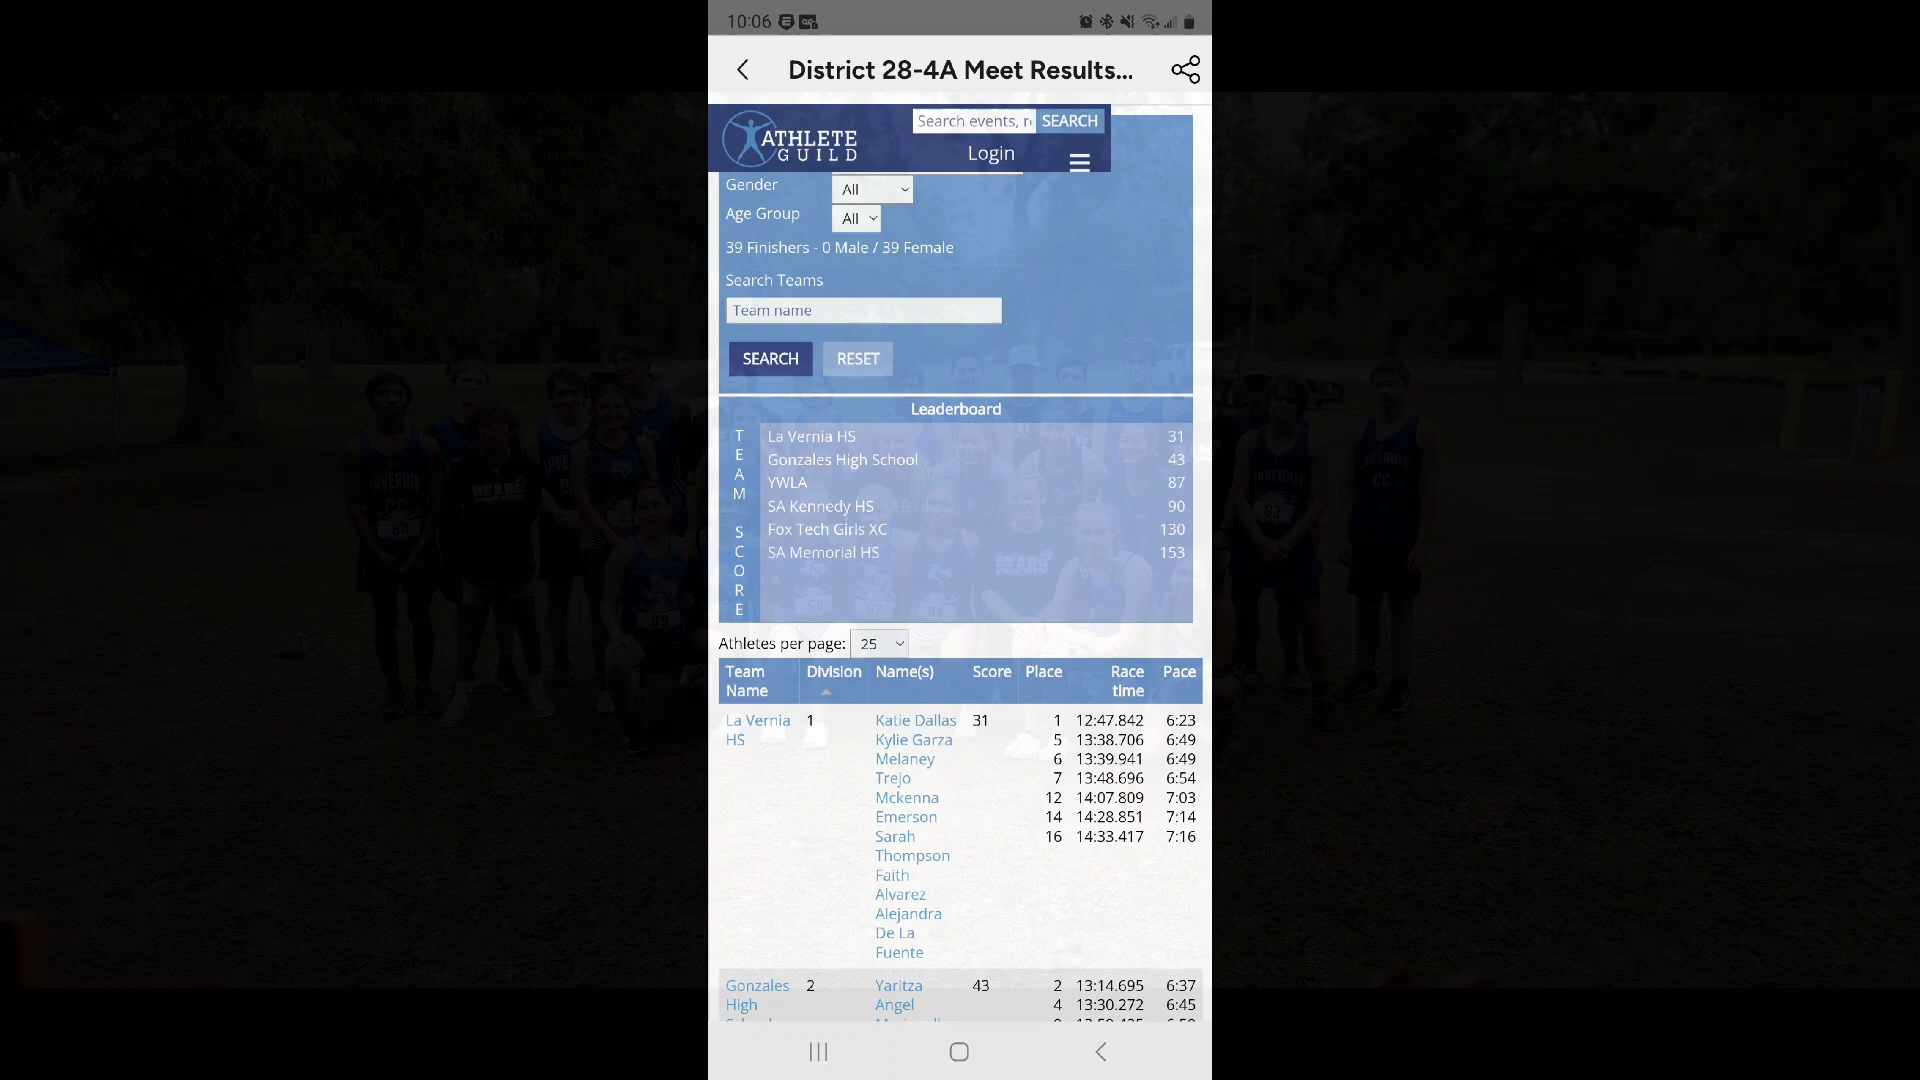 10:06
District 28-4A Meet Results...
ATHLETE
GUILD
Search events, r
SEARCH
Login
Gender
All
Age Group
All
39 Finishers - 0 Male / 39 Female
Search Teams
Team name
SEARCH
RESET
Leaderboard
TEAM SCORE
La Vernia HS 31
Gonzales High School 43
YWLA 87
SA Kennedy HS 90
Fox Tech Girls XC 130
SA Memorial HS 153
Athletes per page: 25
Team Name Division Name(s) Score Place Race time Pace
La Vernia 1 Katie Dallas 31 1 12:47.842 6:23
HS Kylie Garza 5 13:38.706 6:49
Melaney 6 13:39.941 6:49
Trejo 7 13:48.696 6:54
Mckenna 12 14:07.809 7:03
Emerson 14 14:28.851 7:14
Sarah 16 14:33.417 7:16
Thompson
Faith
Alvarez
Alejandra
De La
Fuente
Gonzales 2 Yaritza 43 2 13:14.695 6:37
High Angel 4 13:30.272 6:45